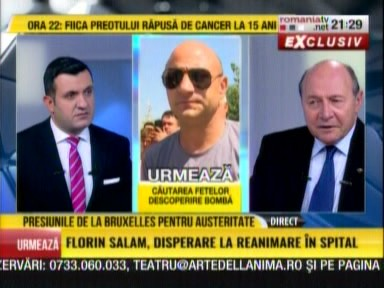 ORA 22: FIICA PREOTULUI RĂPUSĂ DE CANCER LA 15 ANI
romaniatv
.net
21:29
EXCLUSIV
URMEAZĂ
CĂUTAREA FETELOR
DESCOPERIRE BOMBĂ
PRESIUNILE DE LA BRUXELLES PENTRU AUSTERITATE
DIRECT
URMEAZĂ
FLORIN SALAM, DISPERARE LA REANIMARE ÎN SPITAL
ZERVĂRI: 0733.060.033, TEATRU@ARTEDELLANIMA.RO ȘI PE PAGINA